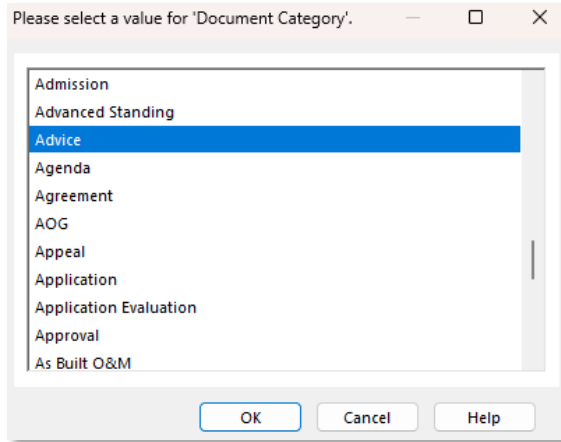 Please select a value for 'Document Category'.
Admission
Advanced Standing
Advice
Agenda
Agreement
AOG
Appeal
Application
Application Evaluation
Approval
As Built O&M
OK
Cancel
Help